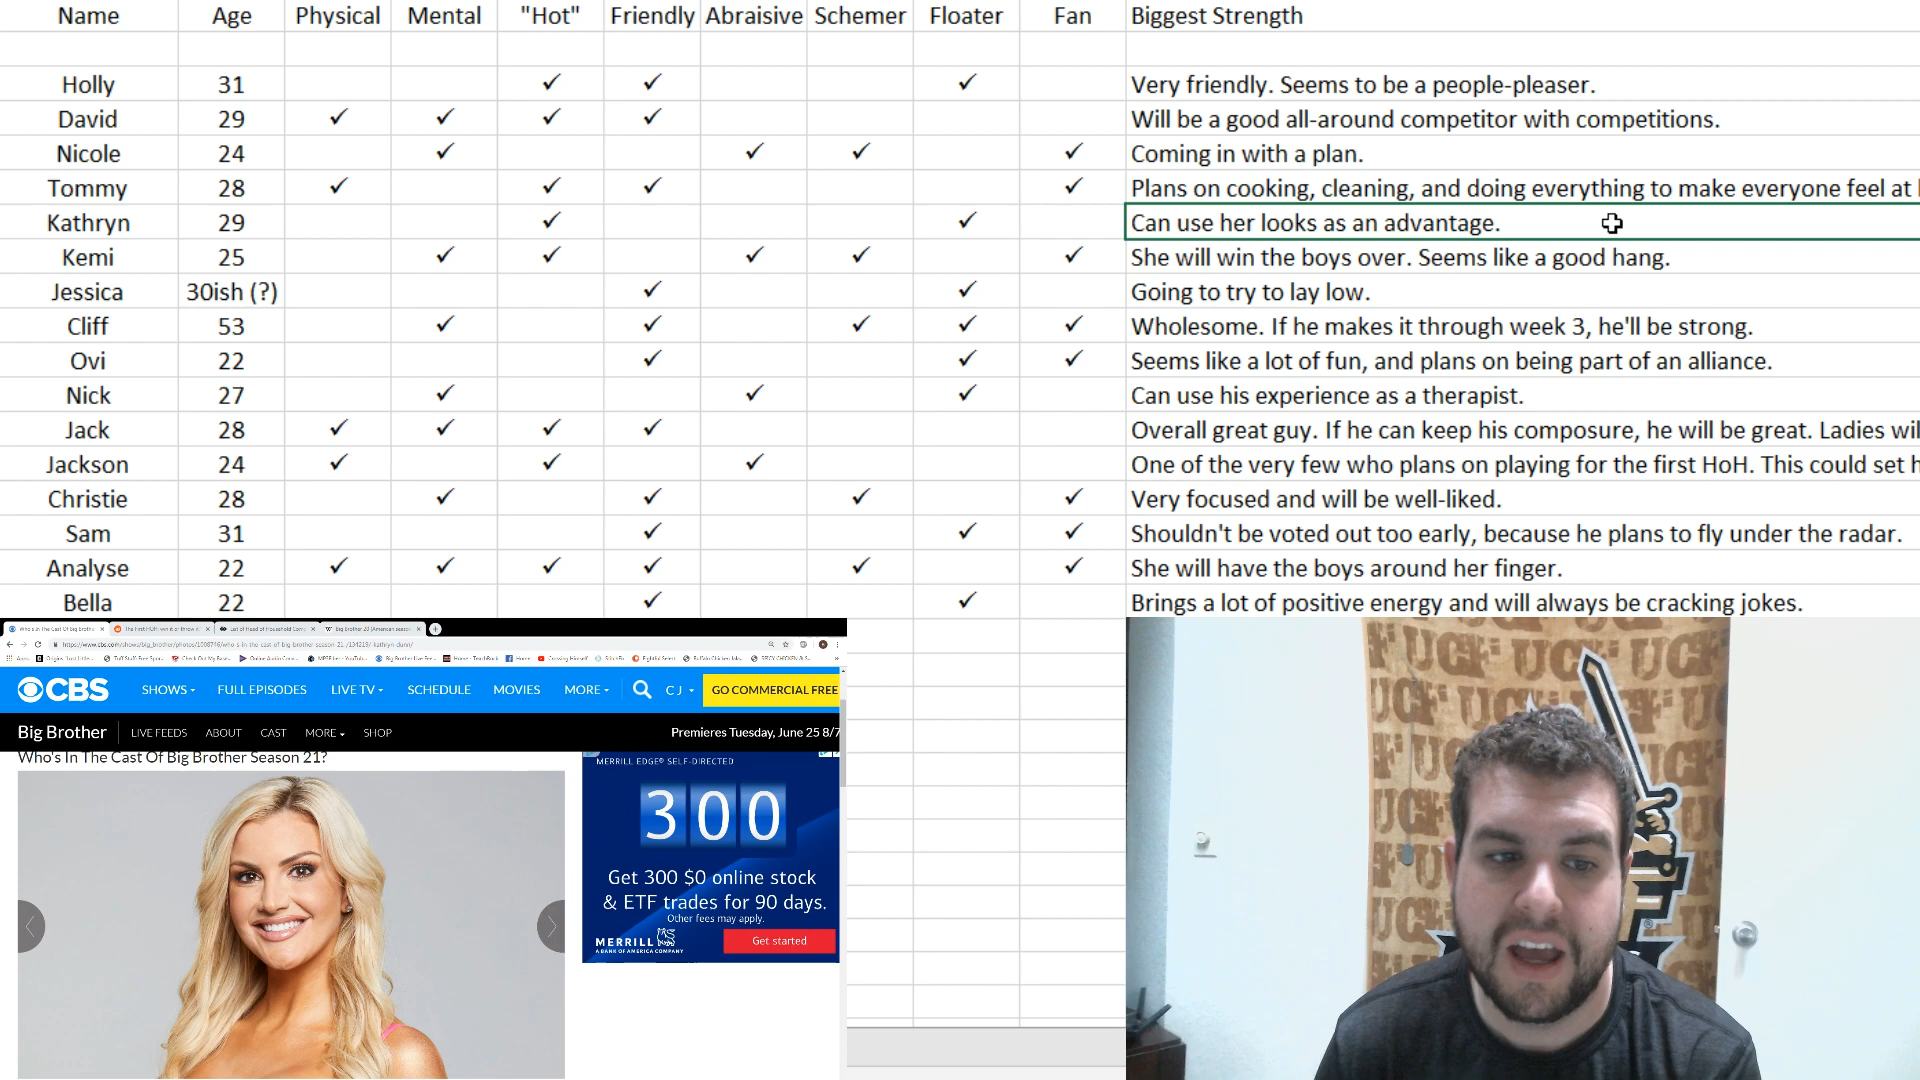 Name Age Physical Mental "Hot" Friendly Abraisive Schemer Floater Fan Biggest Strength
Holly 31 ✓ ✓ ✓ Very friendly. Seems to be a people-pleaser.
David 29 ✓ ✓ ✓ ✓ Will be a good all-around competitor with competitions.
Nicole 24 ✓ ✓ ✓ ✓ Coming in with a plan.
Tommy 28 ✓ ✓ ✓ ✓ Plans on cooking, cleaning, and doing everything to make everyone feel at
Kathryn 29 ✓ ✓ Can use her looks as an advantage.
Kemi 25 ✓ ✓ ✓ ✓ ✓ She will win the boys over. Seems like a good hang.
Jessica 30ish (?) ✓ ✓ Going to try to lay low.
Cliff 53 ✓ ✓ ✓ ✓ ✓ Wholesome. If he makes it through week 3, he'll be strong.
Ovi 22 ✓ ✓ ✓ Seems like a lot of fun, and plans on being part of an alliance.
Nick 27 ✓ ✓ ✓ Can use his experience as a therapist.
Jack 28 ✓ ✓ ✓ ✓ Overall great guy. If he can keep his composure, he will be great. Ladies wil
Jackson 24 ✓ ✓ ✓ One of the very few who plans on playing for the first HoH. This could set
Christie 28 ✓ ✓ ✓ ✓ Very focused and will be well-liked.
Sam 31 ✓ ✓ ✓ Shouldn't be voted out too early, because he plans to fly under the radar.
Analyse 22 ✓ ✓ ✓ ✓ ✓ ✓ She will have the boys around her finger.
Bella 22 ✓ ✓ Brings a lot of positive energy and will always be cracking jokes.
CBS SHOWS FULL EPISODES LIVE TV SCHEDULE MOVIES MORE CJ GO COMMERCIAL FREE
Big Brother LIVE FEEDS ABOUT CAST MORE SHOP Premieres Tuesday, June 25 8/7
Who's In The Cast Of Big Brother Season 21?
MERRILL EDGE® SELF-DIRECTED
300
Get 300 $0 online stock
& ETF trades for 90 days.
Other fees may apply.
MERRILL
A BANK OF AMERICA COMPANY
Get started
UCF UCF
UCF
UCF